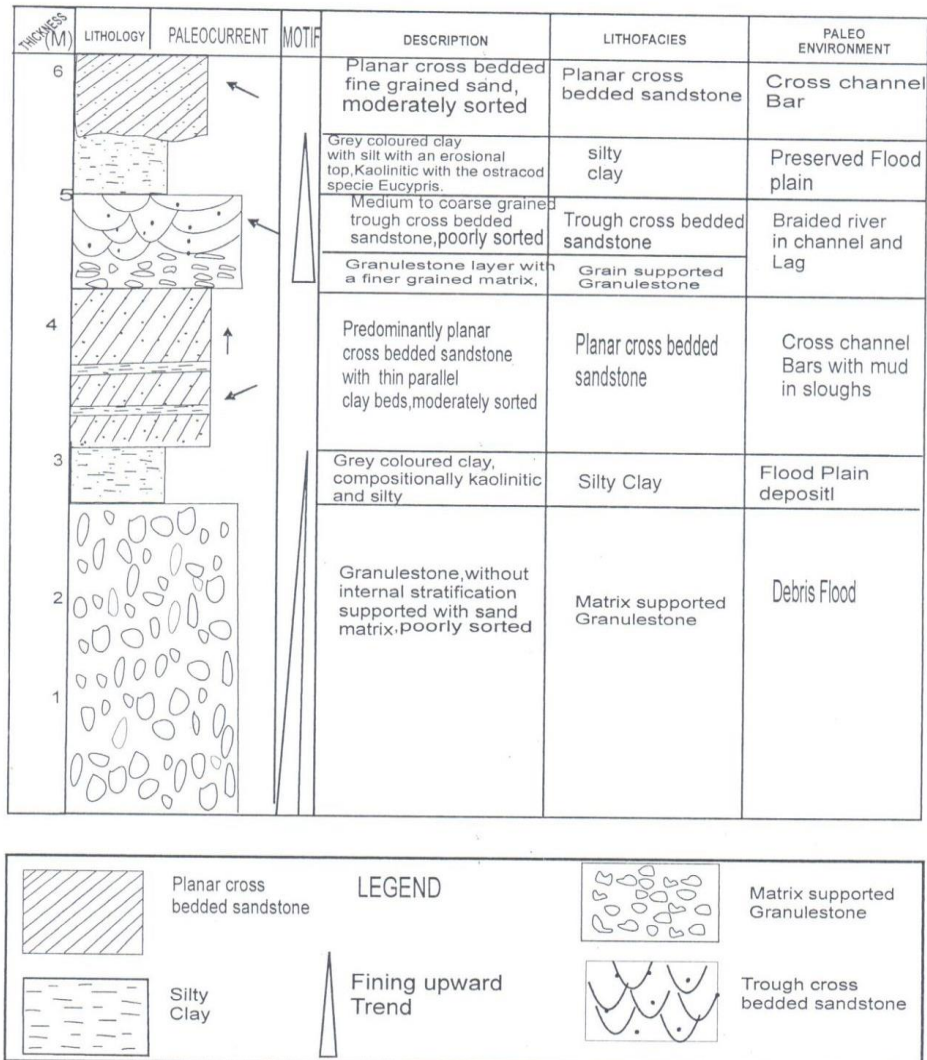 THICKNESS
(M)
LITHOLOGY
PALEOCURRENT
MOTIF
DESCRIPTION
LITHOFACIES
PALEO
ENVIRONMENT
6
Planar cross bedded
fine grained sand,
moderately sorted
Planar cross
bedded sandstone
Cross channel
Bar
Grey coloured clay
with silt with an erosional
top,Kaolinitic with the ostracod
specie Eucypris.
silty
clay
Preserved Flood
plain
5
Medium to coarse grained
trough cross bedded
sandstone,poorly sorted
Trough cross bedded
sandstone
Braided river
in channel and
Lag
Granulestone layer with
a finer grained matrix,
Grain supported
Granulestone
4
Predominantly planar
cross bedded sandstone
with thin parallel
clay beds,moderately sorted
Planar cross bedded
sandstone
Cross channel
Bars with mud
in sloughs
3
Grey coloured clay,
compositionally kaolinitic
and silty
Silty Clay
Flood Plain
depositl
2
Granulestone,without
internal stratification
supported with sand
matrix,poorly sorted
Matrix supported
Granulestone
Debris Flood
1
LEGEND
Planar cross
bedded sandstone
Matrix supported
Granulestone
Silty
Clay
Fining upward
Trend
Trough cross
bedded sandstone